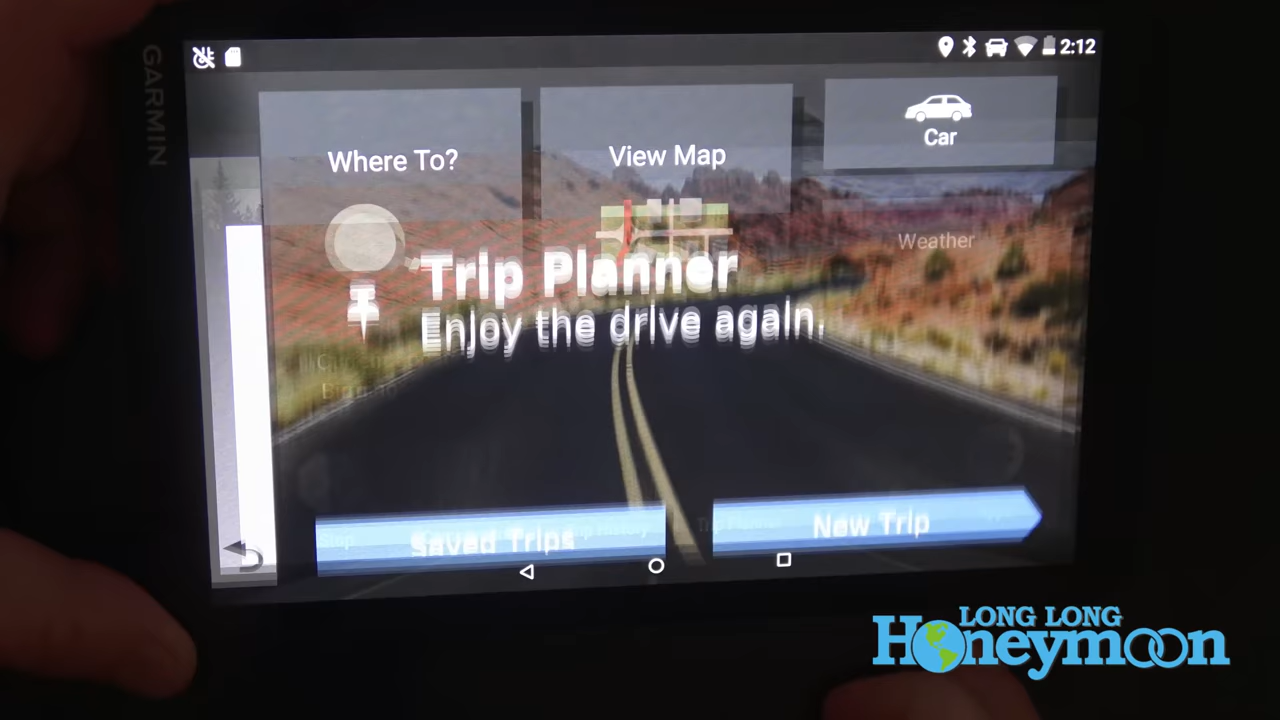 GARMIN
2:12
Where To?
View Map
Car
Weather
Trip Planner
Enjoy the drive again.
Saved Trips
New Trip
LONG LONG
Honeymoon